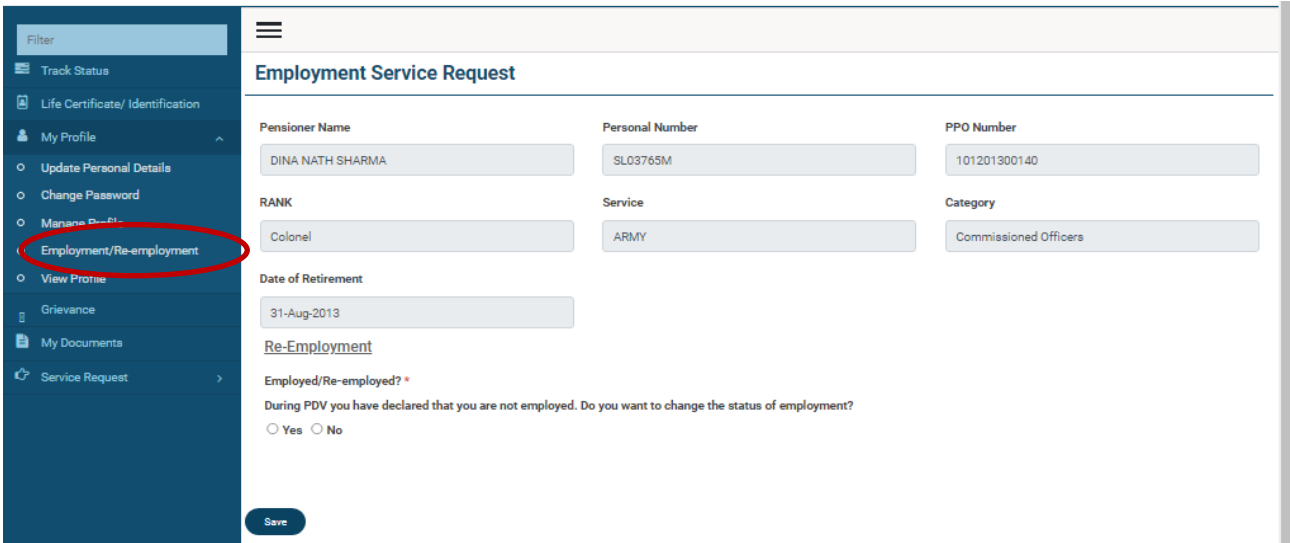 Filter
Track Status
Life Certificate/ Identification
My Profile
Update Personal Details
Change Password
Manage Profile
Employment/Re-employment
View Profile
Grievance
My Documents
Service Request
Employment Service Request
Pensioner Name Personal Number PPO Number
DINA NATH SHARMA SL03765M 101201300140
RANK Service Category
Colonel ARMY Commissioned Officers
Date of Retirement
31-Aug-2013
Re-Employment
Employed/Re-employed? *
During PDV you have declared that you are not employed. Do you want to change the status of employment?
Yes No
Save